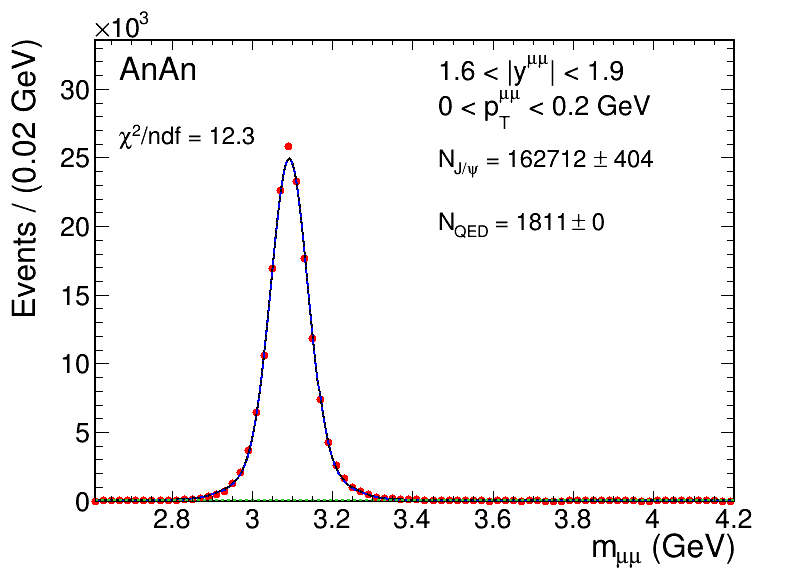 ×10³
AnAn
1.6 < |y^μμ| < 1.9
0 < p_T^μμ < 0.2 GeV
χ²/ndf = 12.3
N_J/ψ = 162712 ± 404
N_QED = 1811 ± 0
Events / (0.02 GeV)
30
25
20
15
10
5
0
2.8 3 3.2 3.4 3.6 3.8 4 4.2
m_μμ (GeV)